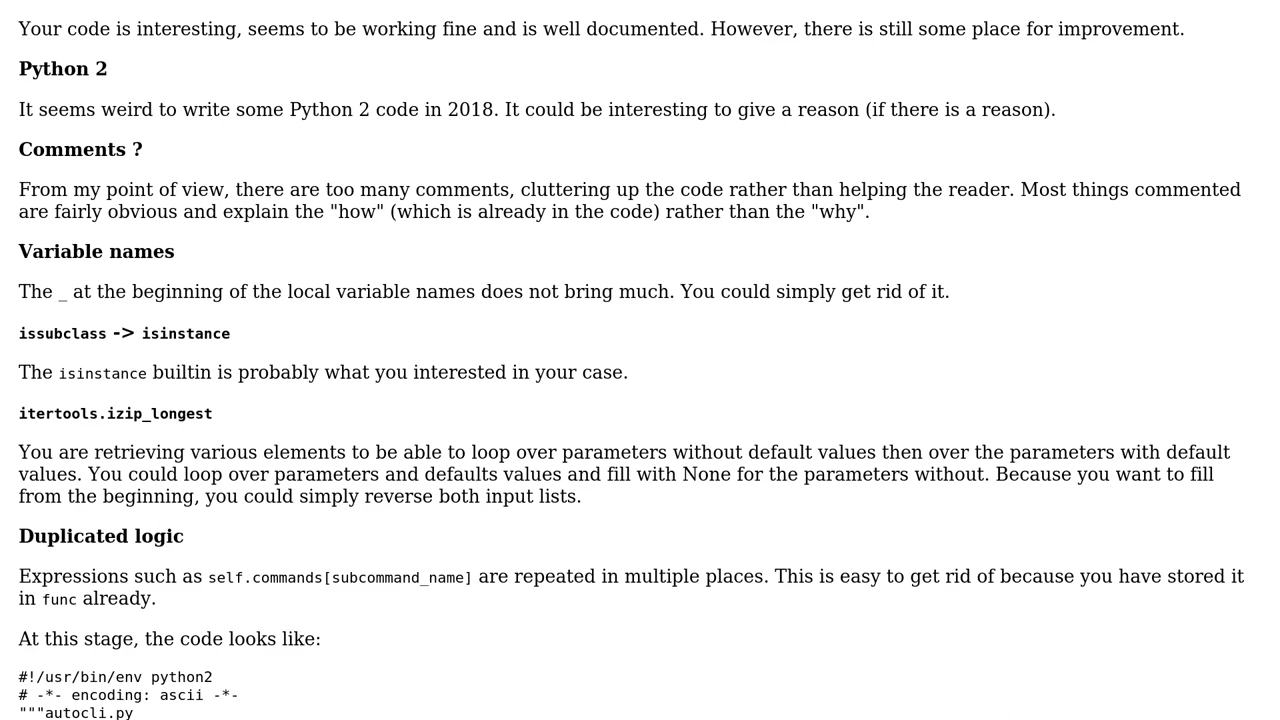 Your code is interesting, seems to be working fine and is well documented. However, there is still some place for improvement.
Python 2
It seems weird to write some Python 2 code in 2018. It could be interesting to give a reason (if there is a reason).
Comments ?
From my point of view, there are too many comments, cluttering up the code rather than helping the reader. Most things commented
are fairly obvious and explain the "how" (which is already in the code) rather than the "why".
Variable names
The _ at the beginning of the local variable names does not bring much. You could simply get rid of it.
issubclass -> isinstance
The isinstance builtin is probably what you interested in your case.
itertools.izip_longest
You are retrieving various elements to be able to loop over parameters without default values then over the parameters with default
values. You could loop over parameters and defaults values and fill with None for the parameters without. Because you want to fill
from the beginning, you could simply reverse both input lists.
Duplicated logic
Expressions such as self.commands[subcommand_name] are repeated in multiple places. This is easy to get rid of because you have stored it
in func already.
At this stage, the code looks like:
#!/usr/bin/env python2
# -*- encoding: ascii -*-
"""autocli.py